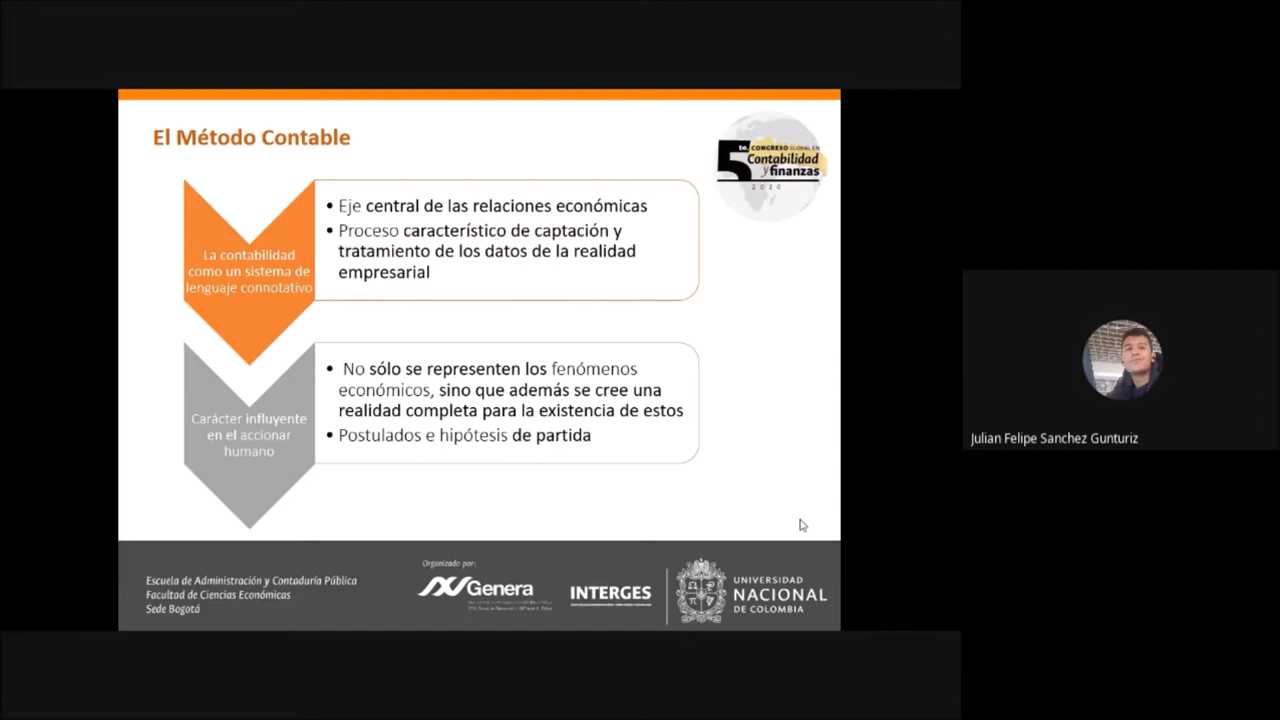 El Método Contable
5to. CONGRESO GLOBAL EN
Contabilidad
y finanzas
2020
La contabilidad
como un sistema de
lenguaje connotativo
• Eje central de las relaciones económicas
• Proceso característico de captación y
tratamiento de los datos de la realidad
empresarial
Carácter influyente
en el accionar
humano
• No sólo se representen los fenómenos
económicos, sino que además se cree una
realidad completa para la existencia de estos
• Postulados e hipótesis de partida
Julian Felipe Sanchez Gunturiz
Escuela de Administración y Contaduría Pública
Facultad de Ciencias Económicas
Sede Bogotá
Organizado por:
Genera
INTERGES
UNIVERSIDAD
NACIONAL
DE COLOMBIA